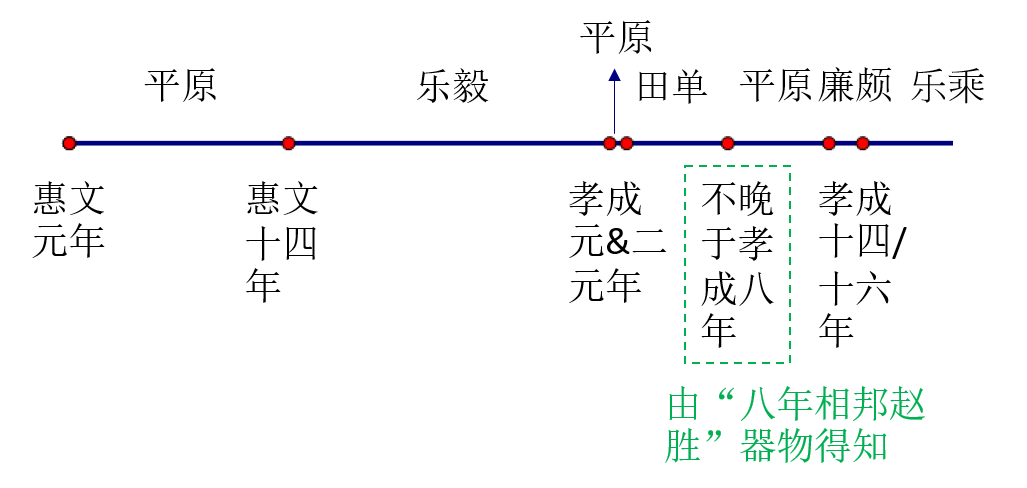 平原
平原
乐毅
田单
平原
廉颇
乐乘
惠文
元年
惠文
十四
年
孝成
元&二
元年
不晚
于孝
成八
年
孝成
十四/
十六
年
由“八年相邦赵
胜”器物得知